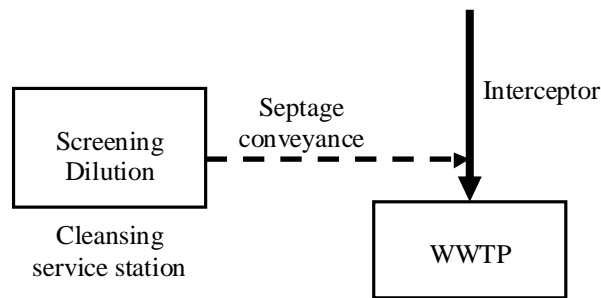 Interceptor
Septage
conveyance
Screening
Dilution
Cleansing
service station
WWTP